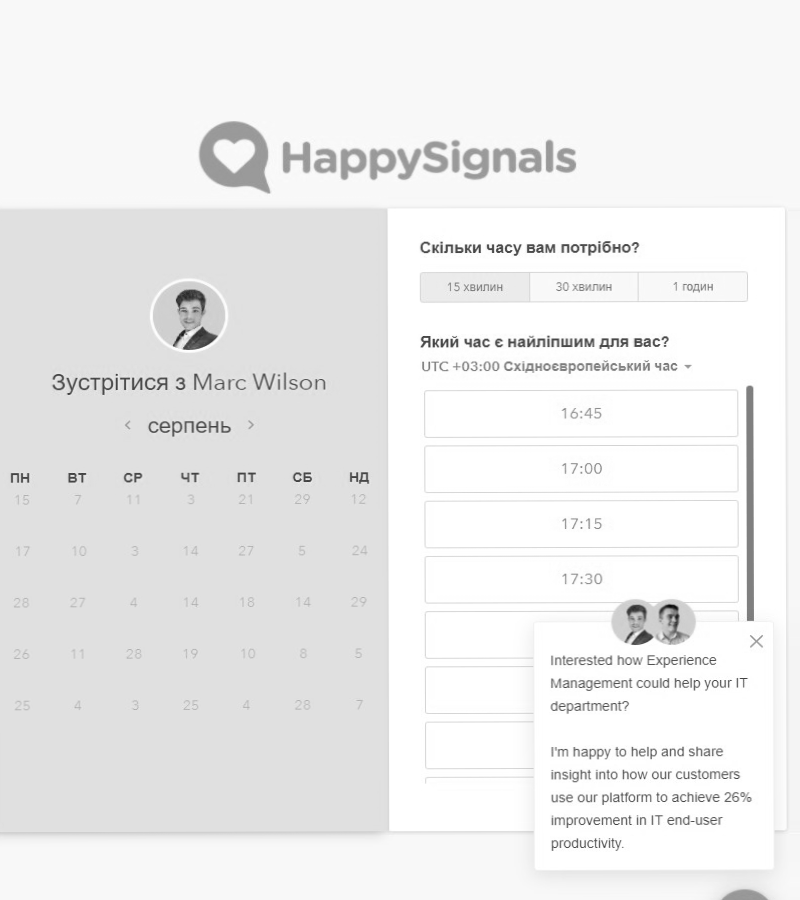 HappySignals
Зустрітися з Marc Wilson
серпень
ПН ВТ СР ЧТ ПТ СБ НД
15 7 11 3 21 29 12
17 10 3 14 27 5 24
28 27 4 14 18 14 29
26 11 28 19 10 8 5
25 4 3 25 4 28 7
Скільки часу вам потрібно?
15 хвилин 30 хвилин 1 годин
Який час є найліпшим для вас?
UTC +03:00 Східноєвропейський час
16:45
17:00
17:15
17:30
Interested how Experience
Management could help your IT
department?
I'm happy to help and share
insight into how our customers
use our platform to achieve 26%
improvement in IT end-user
productivity.